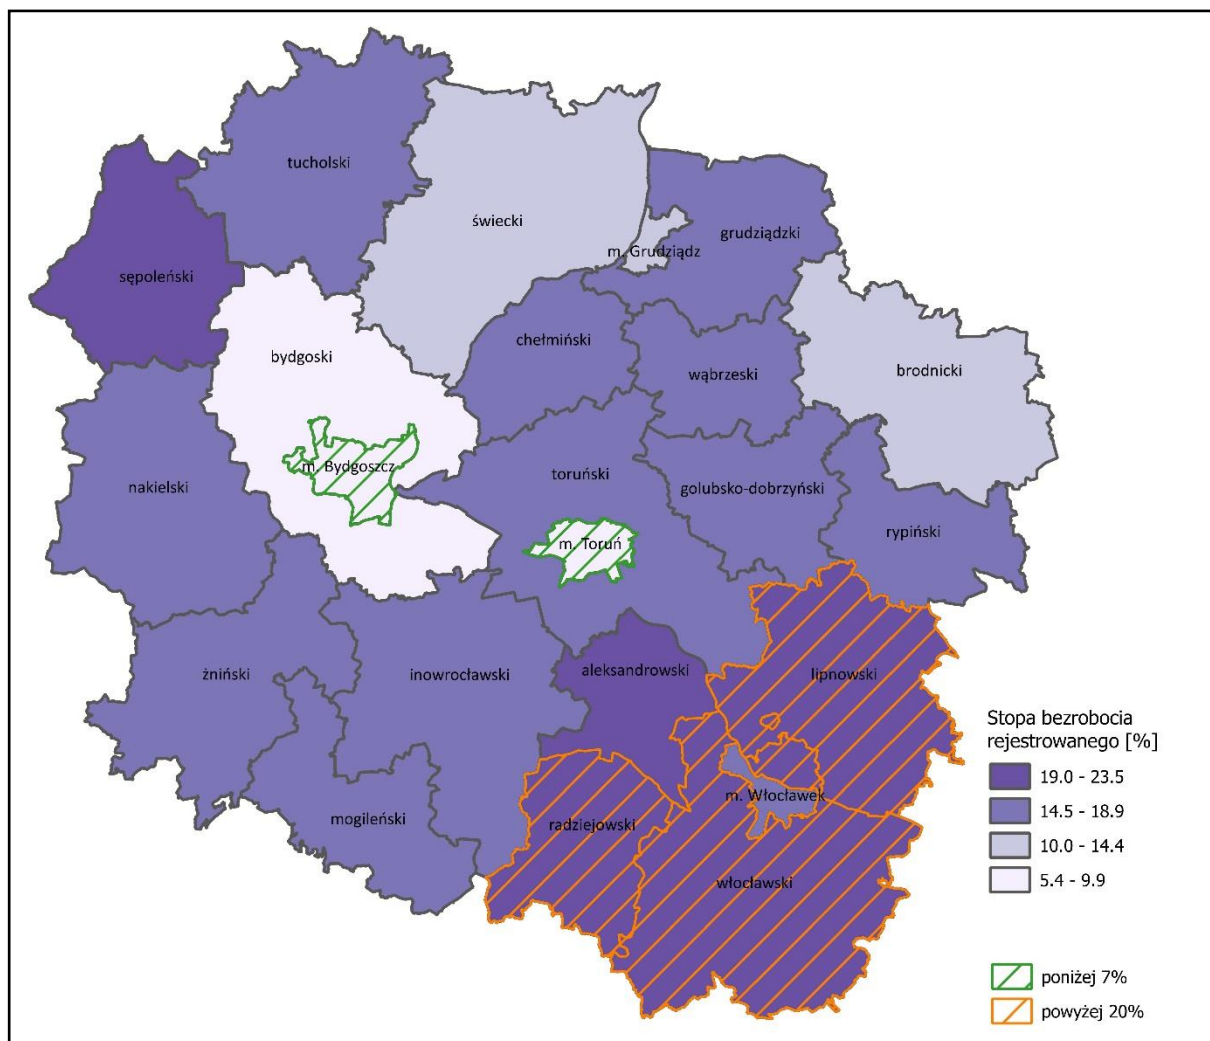 tucholski
świecki
grudziądzki
m. Grudziądz
sępoleński
chełmiński
bydgoski
wąbrzeski
brodnicki
m. Bydgoszcz
toruński
nakielski
golubsko-dobrzyński
rypiński
m. Toruń
żniński
inowrocławski
aleksandrowski
lipnowski
m. Włocławek
mogileński
radziejowski
włocławski
Stopa bezrobocia
rejestrowanego [%]
19.0 - 23.5
14.5 - 18.9
10.0 - 14.4
5.4 - 9.9
poniżej 7%
powyżej 20%